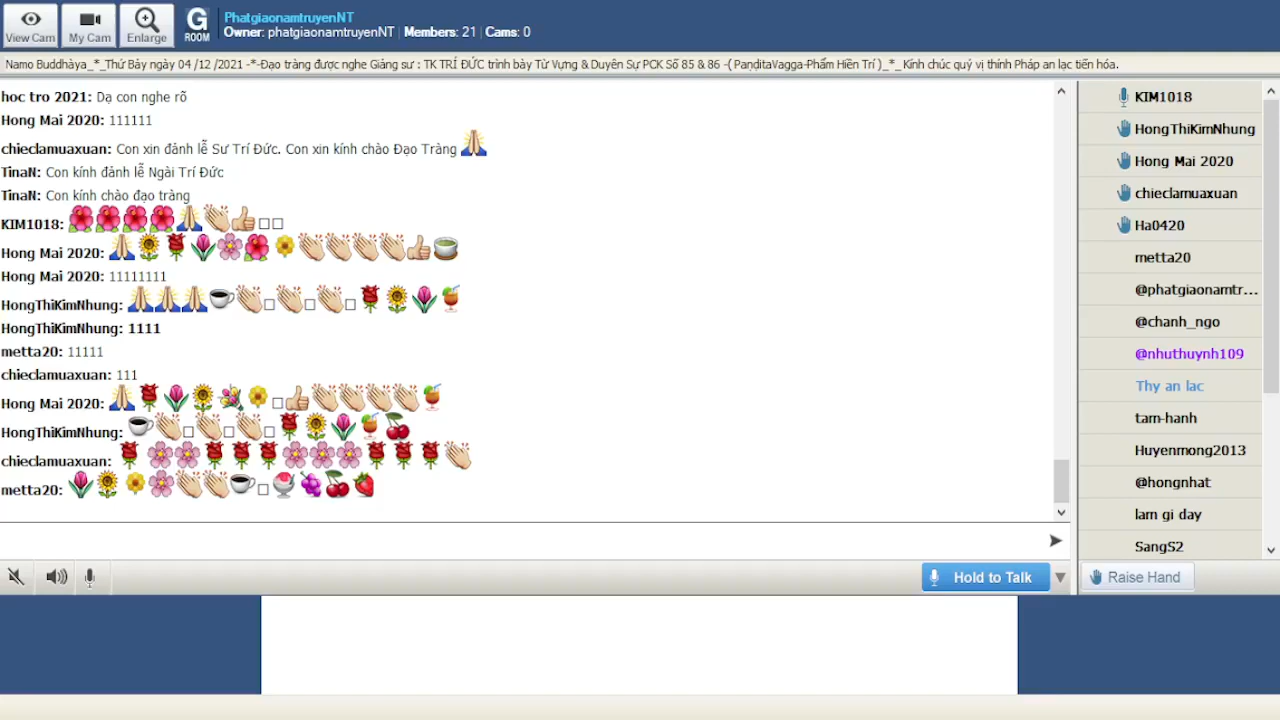 View Cam
My Cam
Enlarge
G
ROOM
PhatgiaonamtruyenNT
Owner: phatgiaonamtruyenNT | Members: 21 | Cams: 0
Namo Buddhàya_*_Thứ Bảy ngày 04 /12 /2021 -*-Đạo tràng được nghe Giảng sư : TK TRÍ ĐỨC trình bày Từ Vựng & Duyên Sự PCK Số 85 & 86 -( PaṇḍitaVagga-Phẩm Hiền Trí )_*_ Kính chúc quý vị thính Pháp an lạc tiến hóa.
hoc tro 2021: Dạ con nghe rõ
Hong Mai 2020: 111111
chieclamuaxuan: Con xin đảnh lễ Sư Trí Đức. Con xin kính chào Đạo Tràng 🙏
TinaN: Con kính đảnh lễ Ngài Trí Đức
TinaN: Con kính chào đạo tràng
KIM1018: 🌺🌺🌺🌺🙏👏👍□□
Hong Mai 2020: 🙏🌻🌹🌷🌸🌺🌼👏👏👏👏👍🍵
Hong Mai 2020: 11111111
HongThiKimNhung: 🙏🙏🙏☕👏□👏□👏□🌹🌻🌷🍹
HongThiKimNhung: 1111
metta20: 11111
chieclamuaxuan: 111
Hong Mai 2020: 🙏🌹🌷🌻💐🌼□👍👏👏👏👏🍹
HongThiKimNhung: ☕👏□👏□👏□🌹🌻🌷🍹🍒
chieclamuaxuan: 🌹🌸🌸🌹🌹🌹🌸🌸🌸🌹🌹🌹👏
metta20: 🌷🌻🌼🌸👏👏☕□🍨🍇🍒🍓
KIM1018
HongThiKimNhung
Hong Mai 2020
chieclamuaxuan
Ha0420
metta20
@phatgiaonamtr...
@chanh_ngo
@nhuthuynh109
Thy an lac
tam-hanh
Huyenmong2013
@hongnhat
lam gi day
SangS2
Hold to Talk
Raise Hand